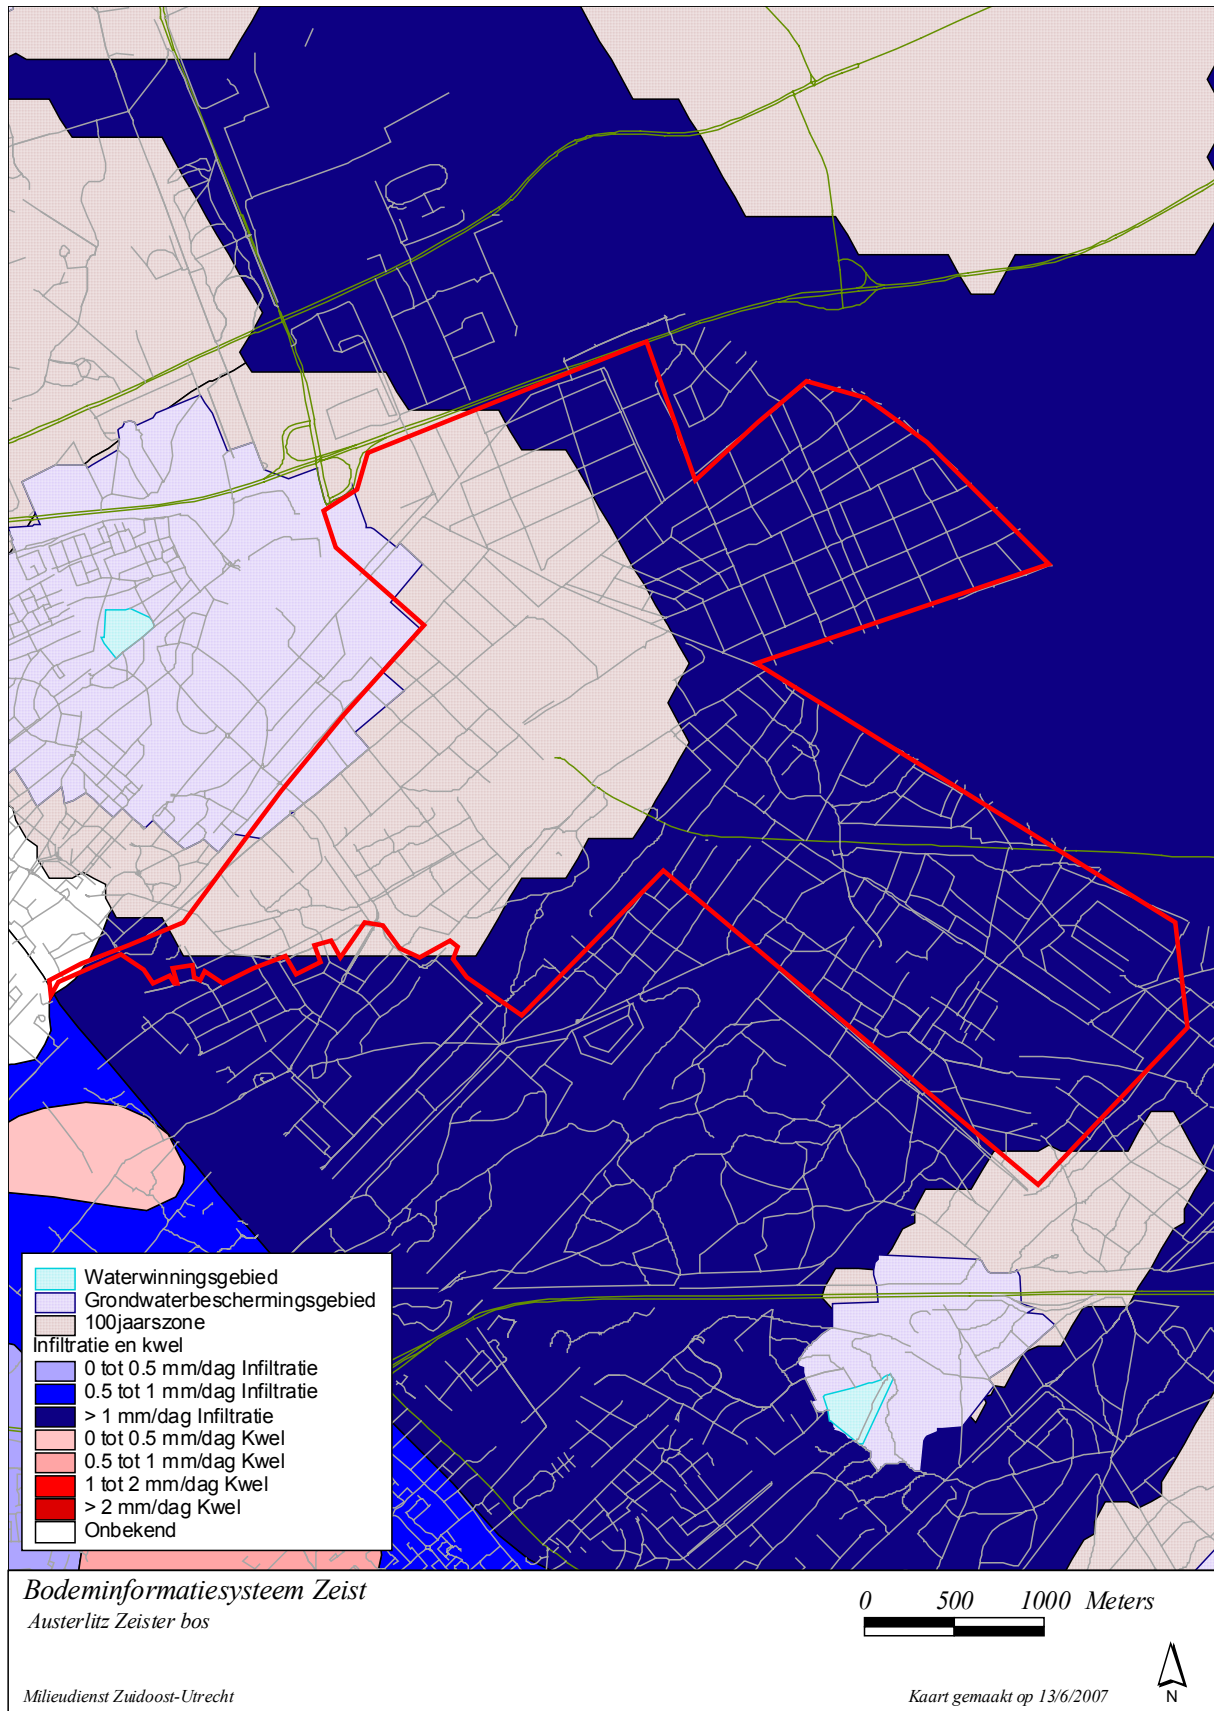 Waterwinningsgebied
Grondwaterbeschermingsgebied
100jaarszone
Infiltratie en kwel
0 tot 0.5 mm/dag Infiltratie
0.5 tot 1 mm/dag Infiltratie
> 1 mm/dag Infiltratie
0 tot 0.5 mm/dag Kwel
0.5 tot 1 mm/dag Kwel
1 tot 2 mm/dag Kwel
> 2 mm/dag Kwel
Onbekend
Bodeminformatiesysteem Zeist
Austerlitz Zeister bos
0 500 1000 Meters
Milieudienst Zuidoost-Utrecht
Kaart gemaakt op 13/6/2007
N